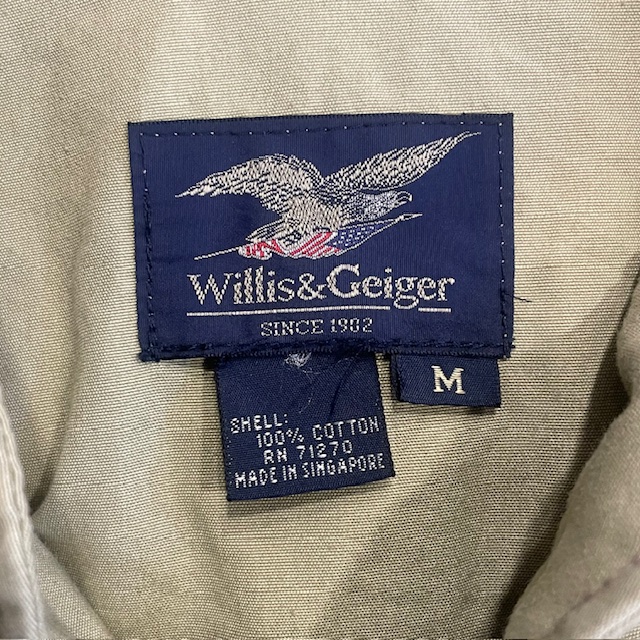 Willis&Geiger
SINCE 1902
M
SHELL:
100% COTTON
RN 71270
MADE IN SINGAPORE